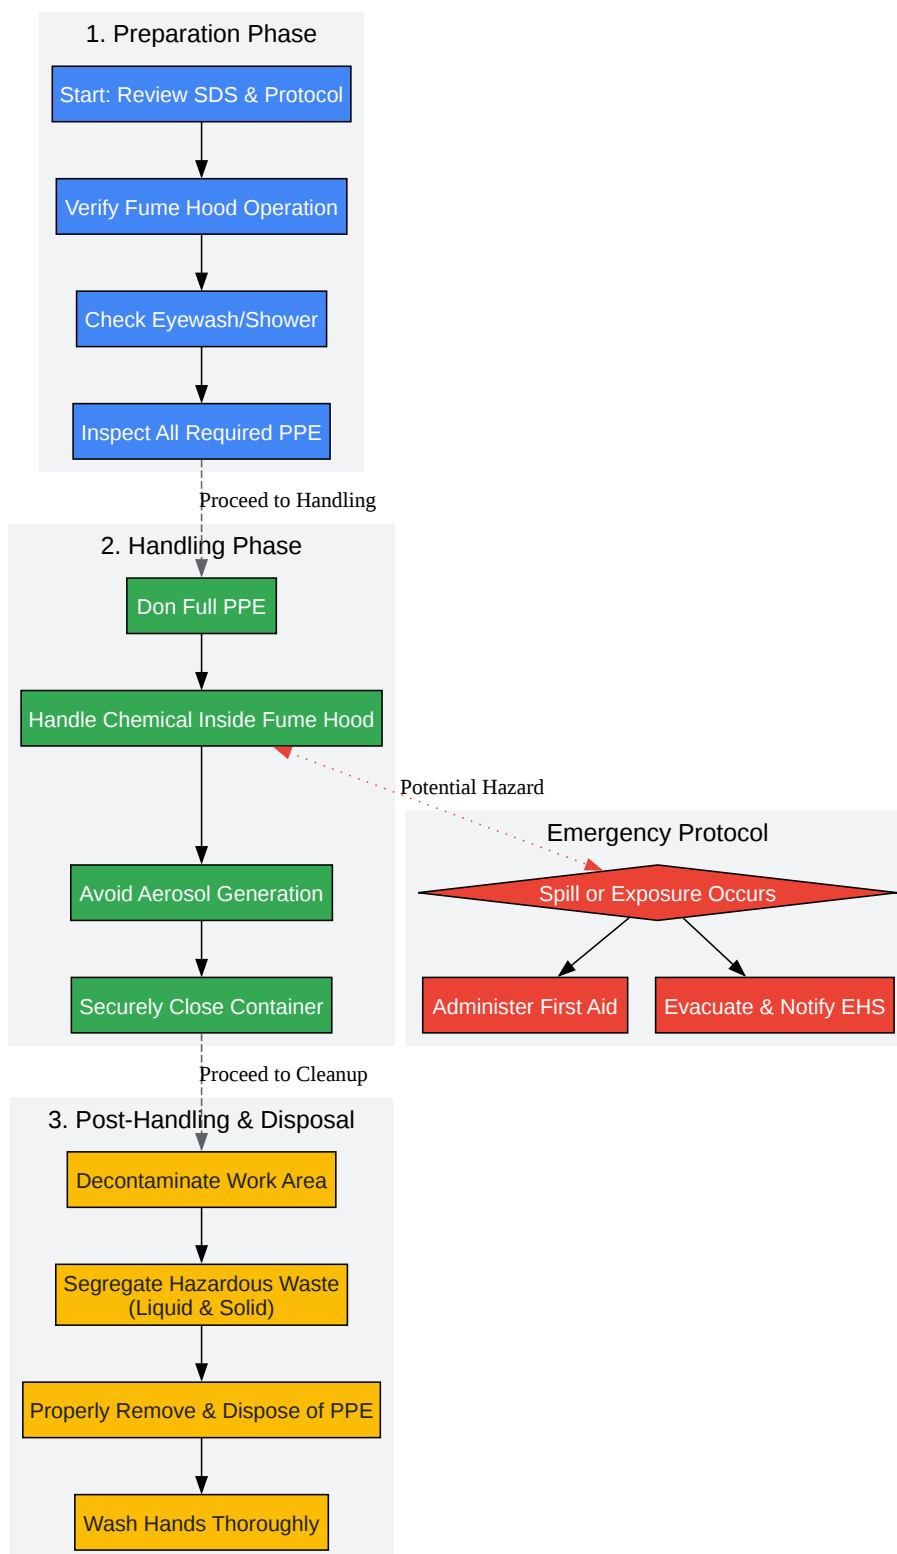 1. Preparation Phase
Start: Review SDS & Protocol
Verify Fume Hood Operation
Check Eyewash/Shower
Inspect All Required PPE
Proceed to Handling
2. Handling Phase
Don Full PPE
Handle Chemical Inside Fume Hood
Potential Hazard
Emergency Protocol
Spill or Exposure Occurs
Avoid Aerosol Generation
Administer First Aid
Evacuate & Notify EHS
Securely Close Container
Proceed to Cleanup
3. Post-Handling & Disposal
Decontaminate Work Area
Segregate Hazardous Waste
(Liquid & Solid)
Properly Remove & Dispose of PPE
Wash Hands Thoroughly